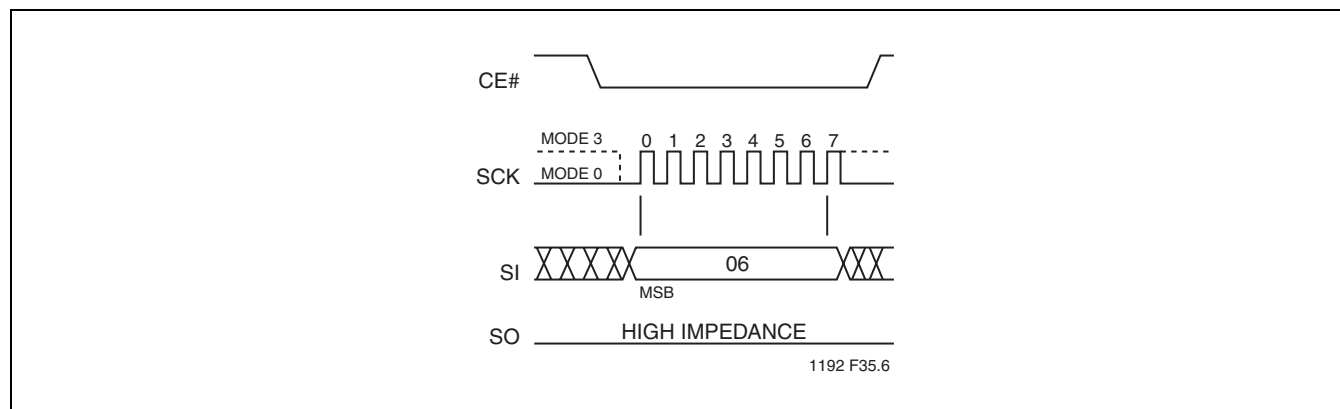 CE#
MODE 3
0 1 2 3 4 5 6 7
SCK
MODE 0
SI
06
MSB
SO
HIGH IMPEDANCE
1192 F35.6